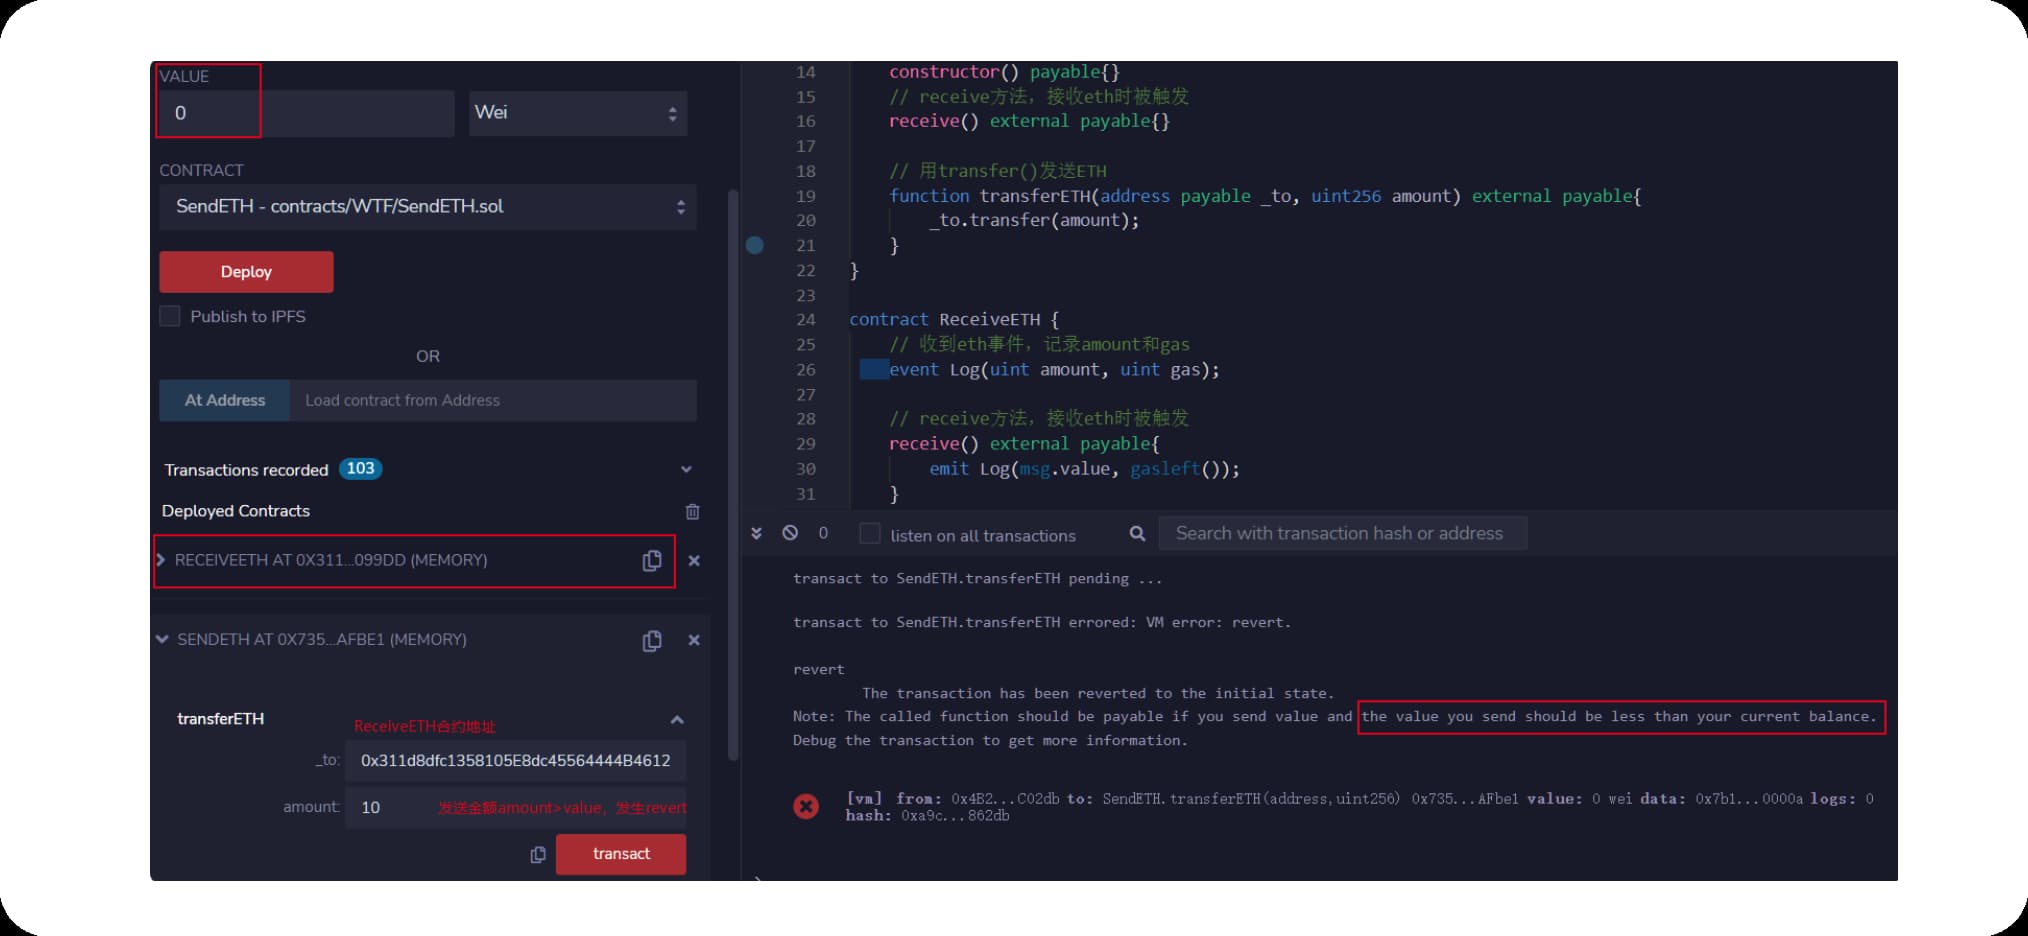 VALUE
0
Wei
CONTRACT
SendETH - contracts/WTF/SendETH.sol
Deploy
Publish to IPFS
OR
At Address
Load contract from Address
Transactions recorded 103
Deployed Contracts
RECEIVEETH AT 0X311...099DD (MEMORY)
SENDETH AT 0X735...AFBE1 (MEMORY)
transferETH
ReceiveETH合约地址
_to: 0x311d8dfc1358105E8dc45564444B4612
amount: 10 发送金额amount>value，发生revert
transact
14 constructor() payable{}
15 // receive方法，接收eth时被触发
16 receive() external payable{}
17
18 // 用transfer()发送ETH
19 function transferETH(address payable _to, uint256 amount) external payable{
20 _to.transfer(amount);
21 }
22 }
23
24 contract ReceiveETH {
25 // 收到eth事件，记录amount和gas
26 event Log(uint amount, uint gas);
27
28 // receive方法，接收eth时被触发
29 receive() external payable{
30 emit Log(msg.value, gasleft());
31 }
0 listen on all transactions Search with transaction hash or address
transact to SendETH.transferETH pending ...
transact to SendETH.transferETH errored: VM error: revert.
revert
The transaction has been reverted to the initial state.
Note: The called function should be payable if you send value and the value you send should be less than your current balance.
Debug the transaction to get more information.
[vm] from: 0x4B2...C02db to: SendETH.transferETH(address,uint256) 0x735...AFbe1 value: 0 wei data: 0x7b1...0000a logs: 0
hash: 0xa9c...862db